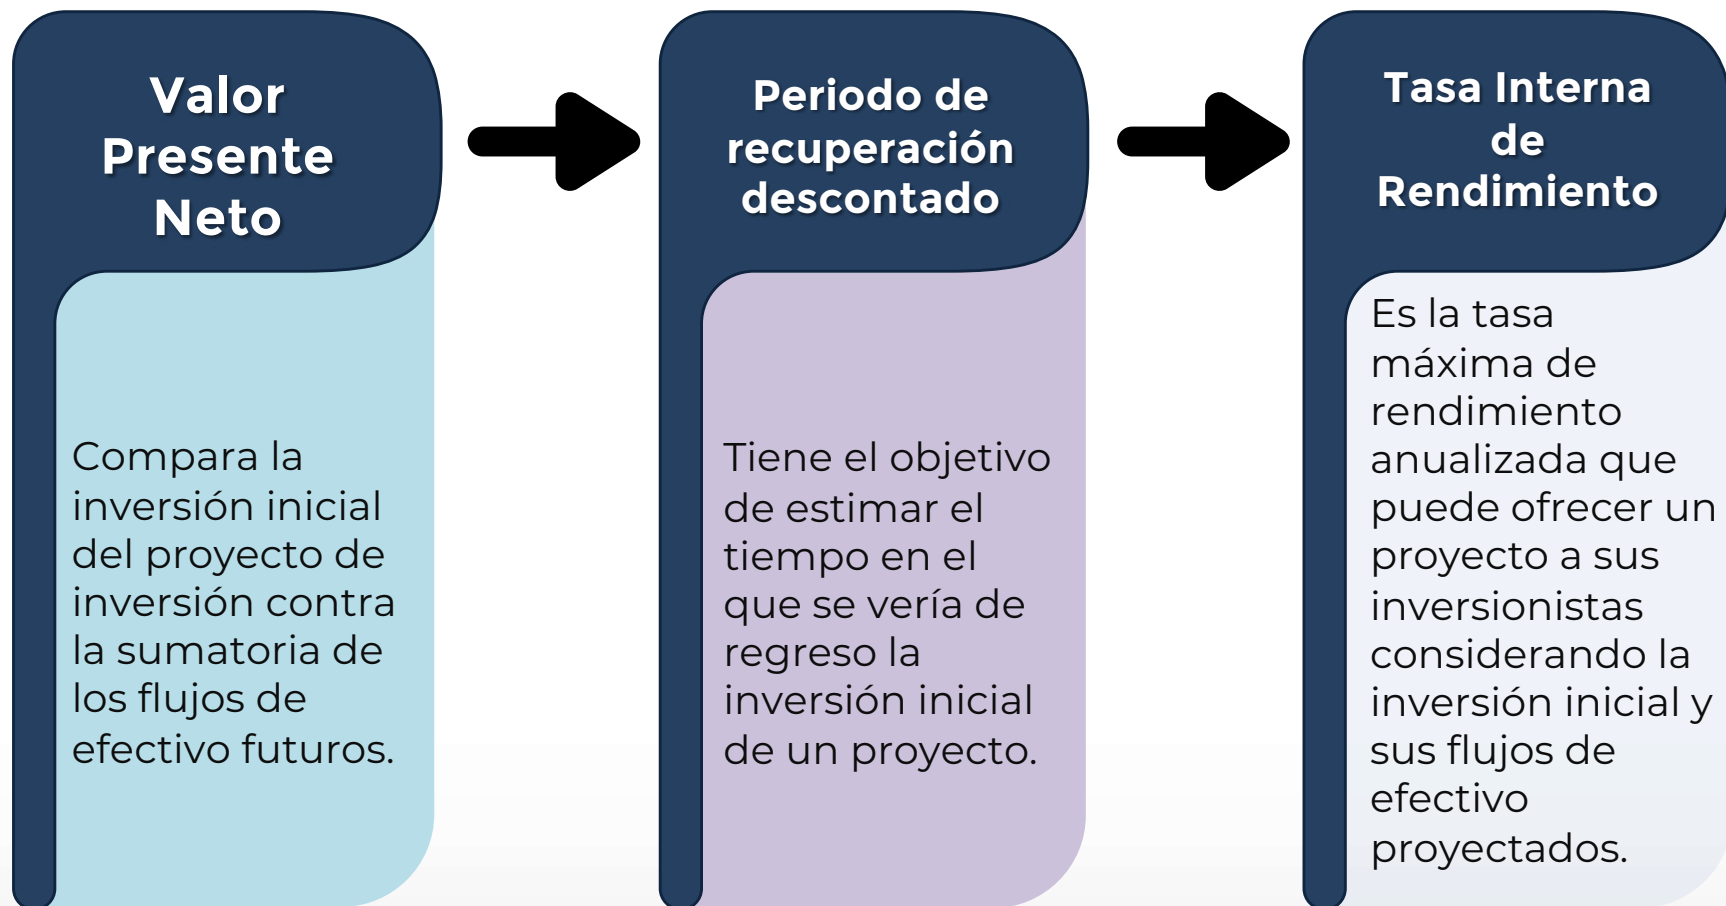 Valor
Presente
Neto
Compara la
inversión inicial
del proyecto de
inversión contra
la sumatoria de
los flujos de
efectivo futuros.
Periodo de
recuperación
descontado
Tiene el objetivo
de estimar el
tiempo en el
que se vería de
regreso la
inversión inicial
de un proyecto.
Tasa Interna
de
Rendimiento
Es la tasa
máxima de
rendimiento
anualizada que
puede ofrecer un
proyecto a sus
inversionistas
considerando la
inversión inicial y
sus flujos de
efectivo
proyectados.